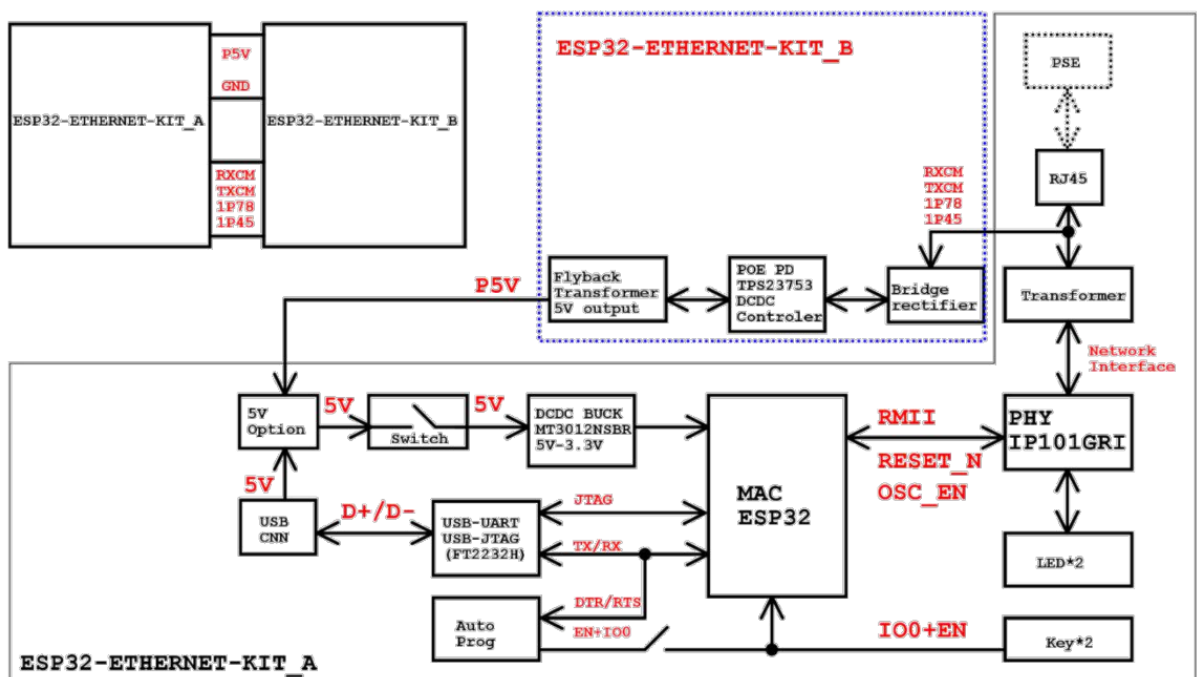 ESP32-ETHERNET-KIT_A
P5V
GND
RXCM
TXCM
1P78
1P45
ESP32-ETHERNET-KIT_B
ESP32-ETHERNET-KIT_B
PSE
RJ45
RXCM
TXCM
1P78
1P45
Flyback
Transformer
5V output
POE PD
TPS23753
DCDC
Controler
Bridge
rectifier
Transformer
P5V
Network
Interface
5V
Option
5V
Switch
5V
DCDC BUCK
MT3012NSBR
5V-3.3V
MAC
ESP32
RMII
RESET_N
OSC_EN
PHY
IP101GRI
5V
USB
CNN
D+/D-
USB-UART
USB-JTAG
(FT2232H)
JTAG
TX/RX
LED*2
DTR/RTS
Auto
Prog
EN+IO0
IO0+EN
Key*2
ESP32-ETHERNET-KIT_A